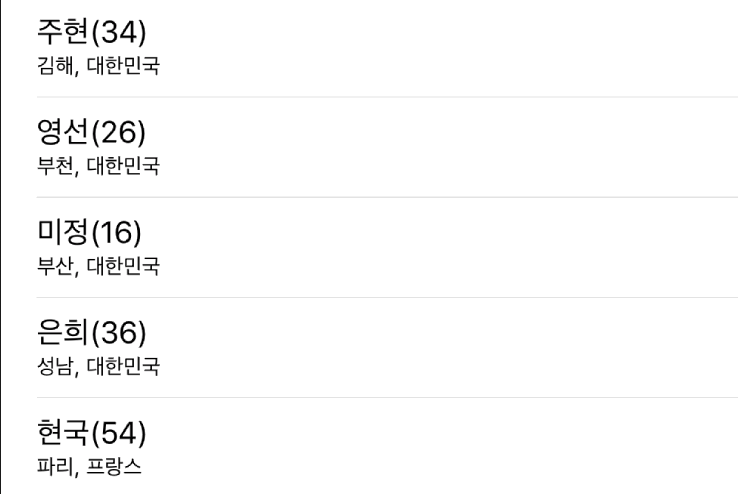 주현(34)
김해, 대한민국
영선(26)
부천, 대한민국
미정(16)
부산, 대한민국
은희(36)
성남, 대한민국
현국(54)
파리, 프랑스